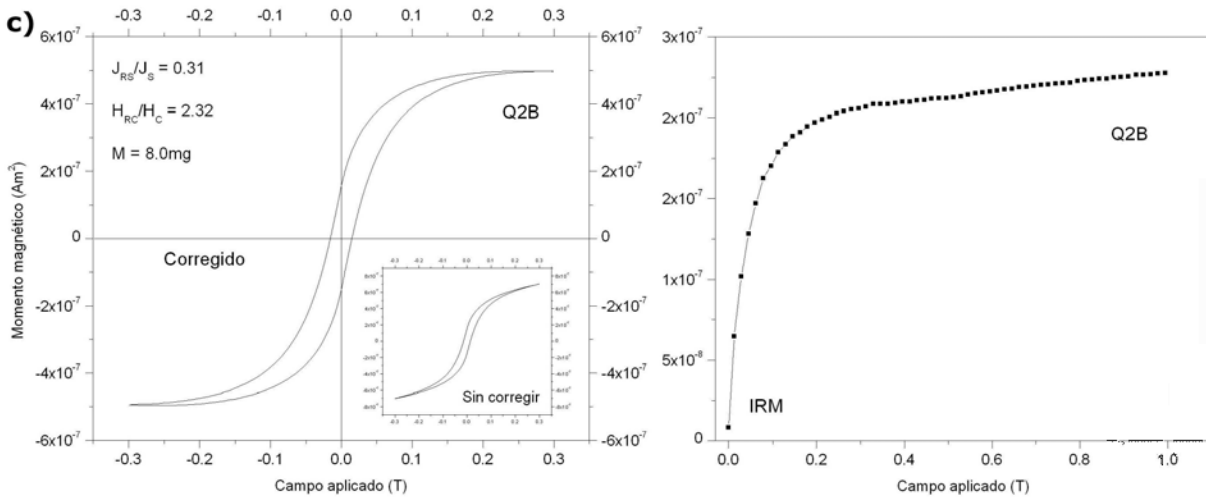 c)
-0.3 -0.2 -0.1 0.0 0.1 0.2 0.3
6x10⁻⁷ 6x10⁻⁷
4x10⁻⁷ 4x10⁻⁷
2x10⁻⁷ 2x10⁻⁷
0 0
-2x10⁻⁷ -2x10⁻⁷
-4x10⁻⁷ -4x10⁻⁷
-6x10⁻⁷ -6x10⁻⁷
Momento magnético (Am²)
J_RS/J_S = 0.31
H_RC/H_C = 2.32
M = 8.0mg
Q2B
Corregido
Sin corregir
-0.3 -0.2 -0.1 0.0 0.1 0.2 0.3
Campo aplicado (T)
3x10⁻⁷
2x10⁻⁷
2x10⁻⁷
1x10⁻⁷
5x10⁻⁸
0
Q2B
IRM
0.0 0.2 0.4 0.6 0.8 1.0
Campo aplicado (T)